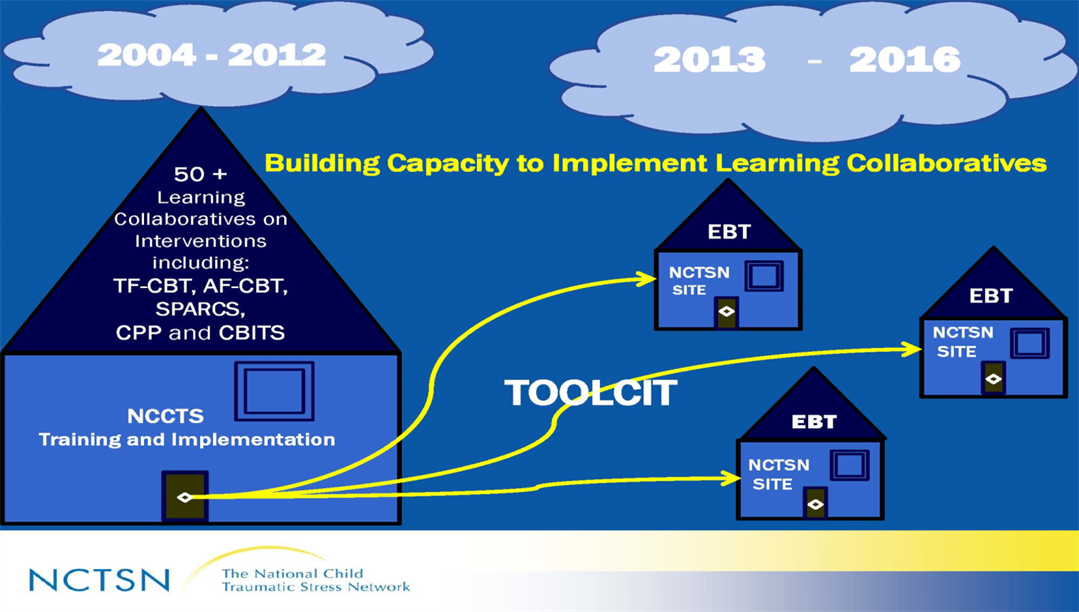 2004 - 2012
2013 - 2016
Building Capacity to Implement Learning Collaboratives
50 +
Learning
Collaboratives on
Interventions
including:
TF-CBT, AF-CBT,
SPARCS,
CPP and CBITS
NCCTS
Training and Implementation
TOOLCIT
EBT
NCTSN
SITE
EBT
NCTSN
SITE
EBT
NCTSN
SITE
NCTSN
The National Child
Traumatic Stress Network